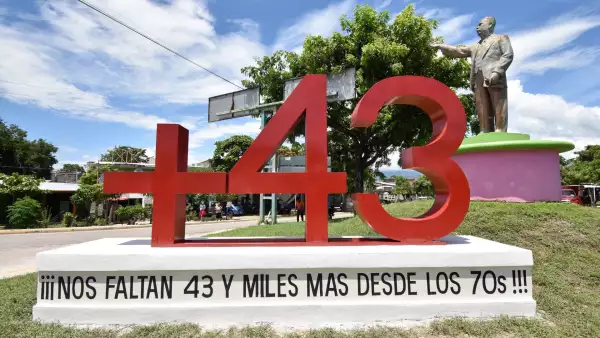 +43
¡¡¡NOS FALTAN 43 Y MILES MAS DESDE LOS 70s!!!